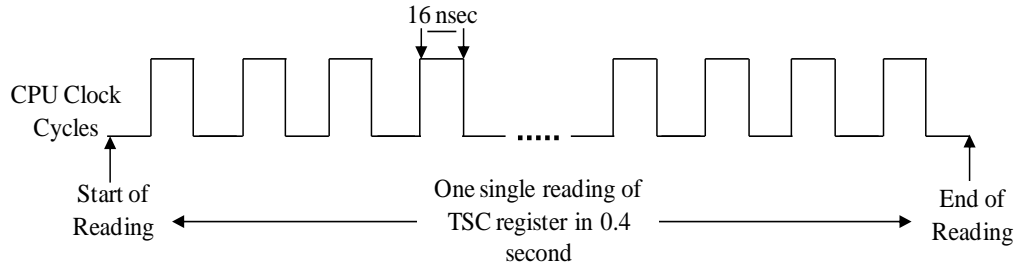 16 nsec
CPU Clock
Cycles
Start of
Reading
One single reading of
TSC register in 0.4
second
End of
Reading